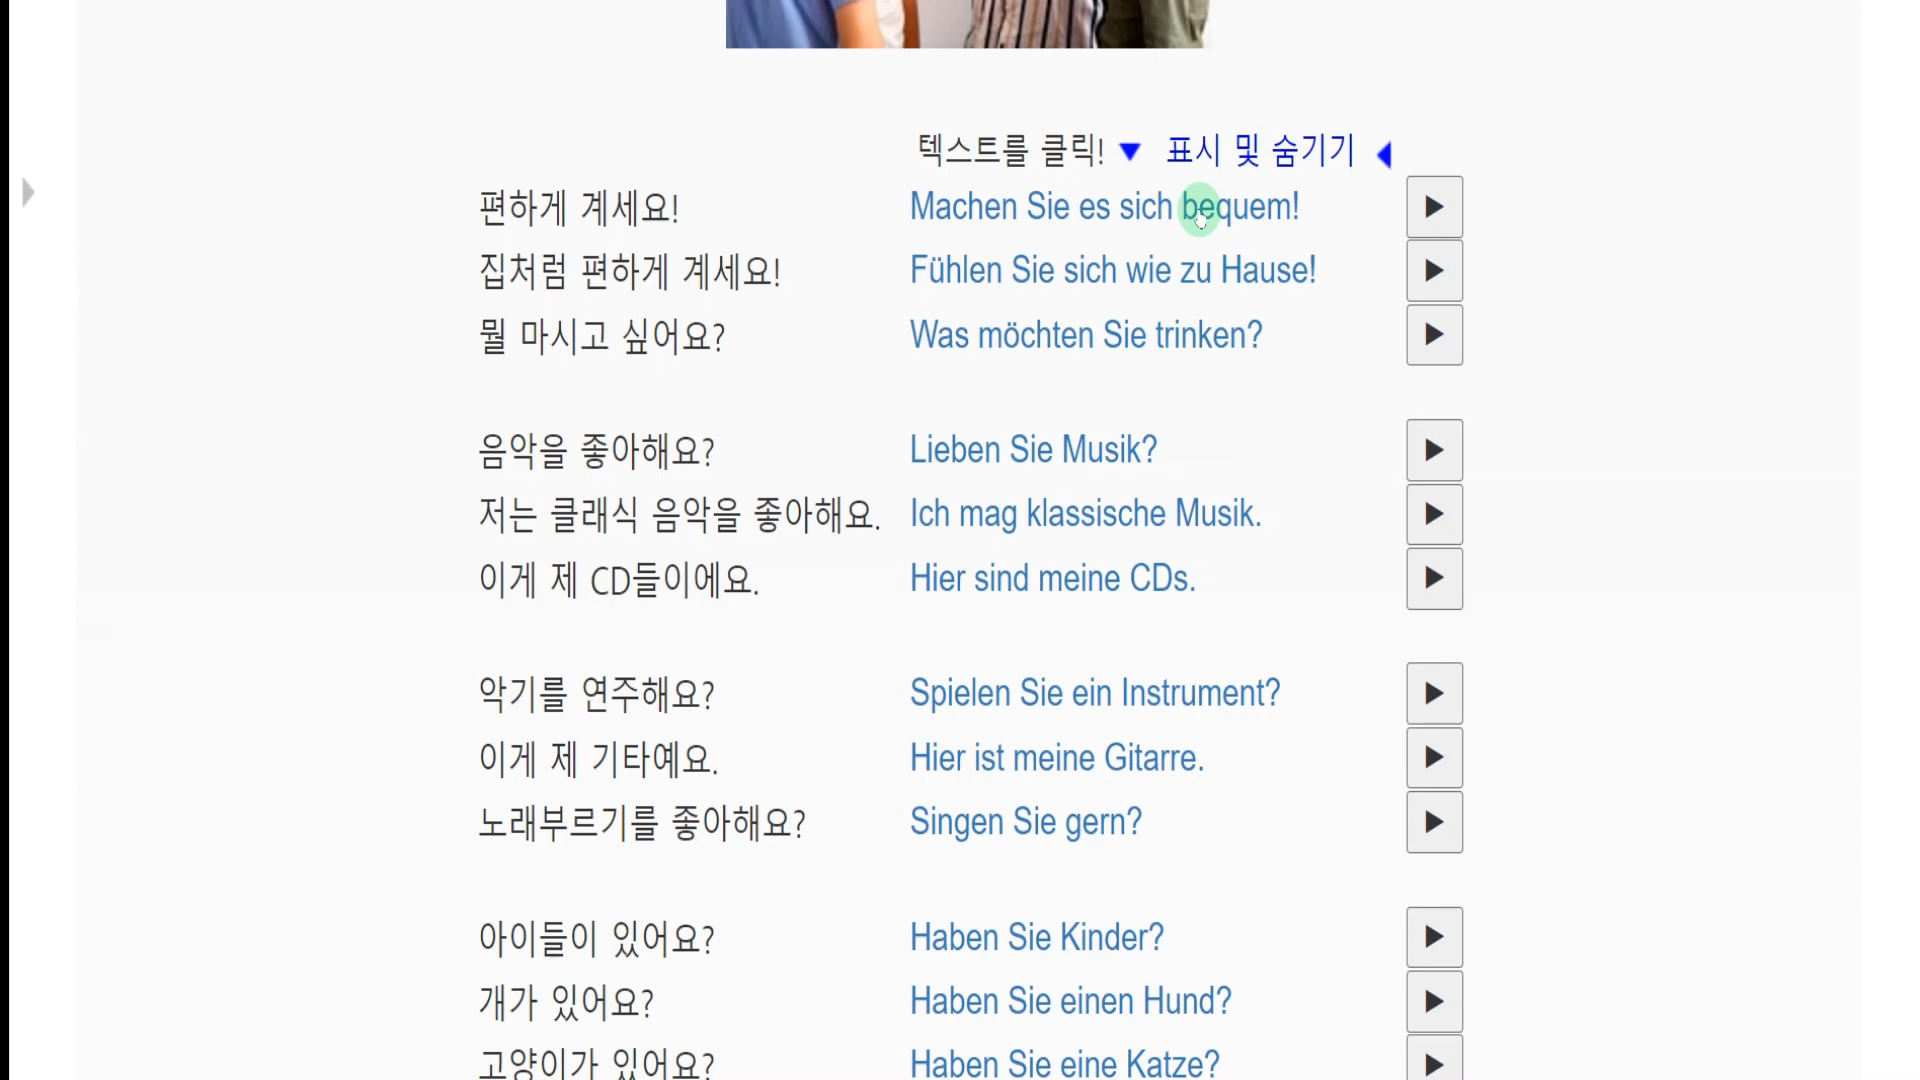 텍스트를 클릭! ▼ 표시 및 숨기기 ◀
편하게 계세요! Machen Sie es sich bequem!
집처럼 편하게 계세요! Fühlen Sie sich wie zu Hause!
뭘 마시고 싶어요? Was möchten Sie trinken?
음악을 좋아해요? Lieben Sie Musik?
저는 클래식 음악을 좋아해요. Ich mag klassische Musik.
이게 제 CD들이에요. Hier sind meine CDs.
악기를 연주해요? Spielen Sie ein Instrument?
이게 제 기타예요. Hier ist meine Gitarre.
노래부르기를 좋아해요? Singen Sie gern?
아이들이 있어요? Haben Sie Kinder?
개가 있어요? Haben Sie einen Hund?
고양이가 있어요? Haben Sie eine Katze?